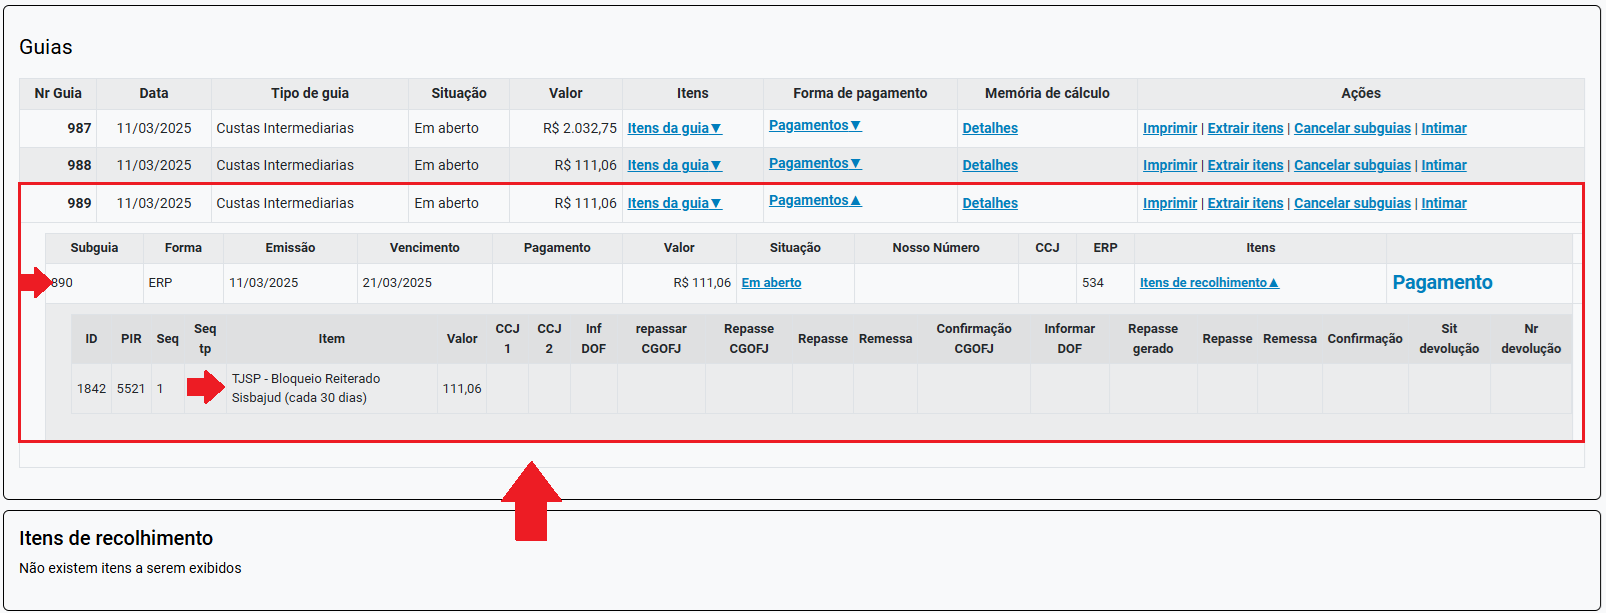 Guias
Nr Guia Data Tipo de guia Situação Valor Itens Forma de pagamento Memória de cálculo Ações
987 11/03/2025 Custas Intermediarias Em aberto R$ 2.032,75 Itens da guia▼ Pagamentos▼ Detalhes Imprimir | Extrair itens | Cancelar subguias | Intimar
988 11/03/2025 Custas Intermediarias Em aberto R$ 111,06 Itens da guia▼ Pagamentos▼ Detalhes Imprimir | Extrair itens | Cancelar subguias | Intimar
989 11/03/2025 Custas Intermediarias Em aberto R$ 111,06 Itens da guia▼ Pagamentos▲ Detalhes Imprimir | Extrair itens | Cancelar subguias | Intimar
Subguia Forma Emissão Vencimento Pagamento Valor Situação Nosso Número CCJ ERP Itens
890 ERP 11/03/2025 21/03/2025 R$ 111,06 Em aberto 534 Itens de recolhimento▲ Pagamento
ID PIR Seq Seq tp Item Valor CCJ 1 CCJ 2 Inf DOF repassar CGOFJ Repasse CGOFJ Repasse Remessa Confirmação CGOFJ Informar DOF Repasse gerado Repasse Remessa Confirmação Sit devolução Nr devolução
1842 5521 1 TJSP - Bloqueio Reiterado Sisbajud (cada 30 dias) 111,06
Itens de recolhimento
Não existem itens a serem exibidos